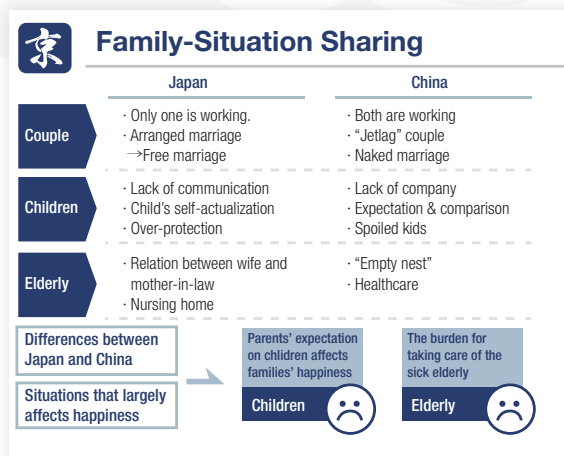 京
Family-Situation Sharing
Japan
China
Couple
· Only one is working.
· Arranged marriage
→Free marriage
· Both are working
· “Jetlag” couple
· Naked marriage
Children
· Lack of communication
· Child's self-actualization
· Over-protection
· Lack of company
· Expectation & comparison
· Spoiled kids
Elderly
· Relation between wife and
mother-in-law
· Nursing home
· “Empty nest”
· Healthcare
Differences between
Japan and China
Situations that largely
affects happiness
Parents' expectation
on children affects
families' happiness
Children
The burden for
taking care of the
sick elderly
Elderly